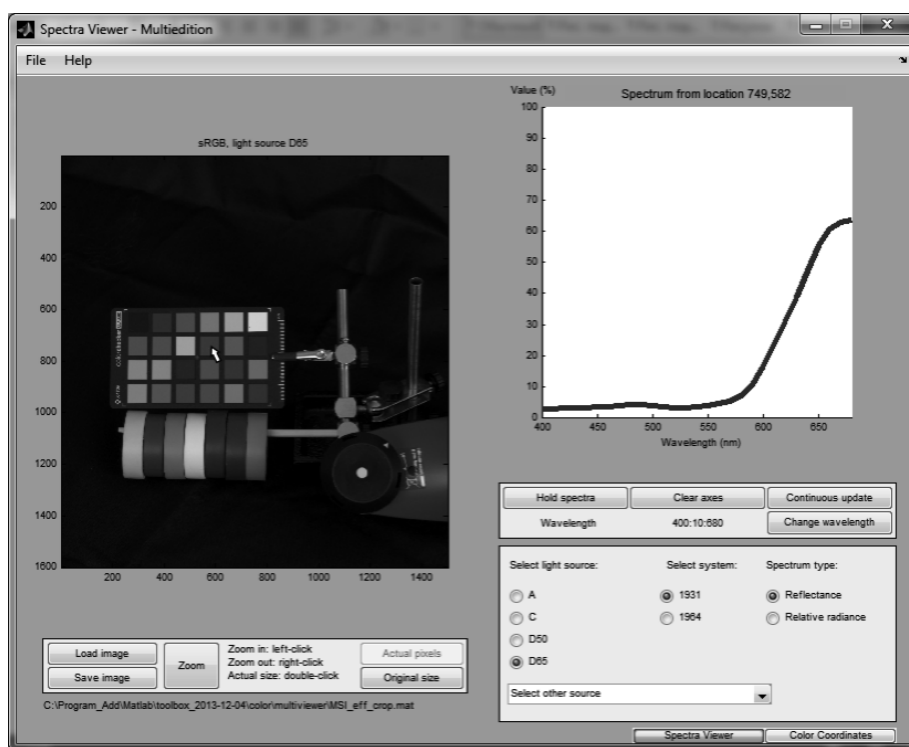 Spectra Viewer - Multiedition
File Help
sRGB, light source D65
200
400
600
800
1000
1200
1400
1600
200 400 600 800 1000 1200 1400
Value (%)
Spectrum from location 749,582
100
90
80
70
60
50
40
30
20
10
0
400 450 500 550 600 650
Wavelength (nm)
Hold spectra Clear axes Continuous update
Wavelength 400:10:680 Change wavelength
Select light source: Select system: Spectrum type:
A 1931 Reflectance
C 1964 Relative radiance
D50
D65
Select other source
Load image Zoom Zoom in: left-click Actual pixels
Zoom out: right-click
Save image Actual size: double-click Original size
C:\Program_Add\Matlab\toolbox_2013-12-04\color\multiviewer\MSI_eff_crop.mat
Spectra Viewer Color Coordinates